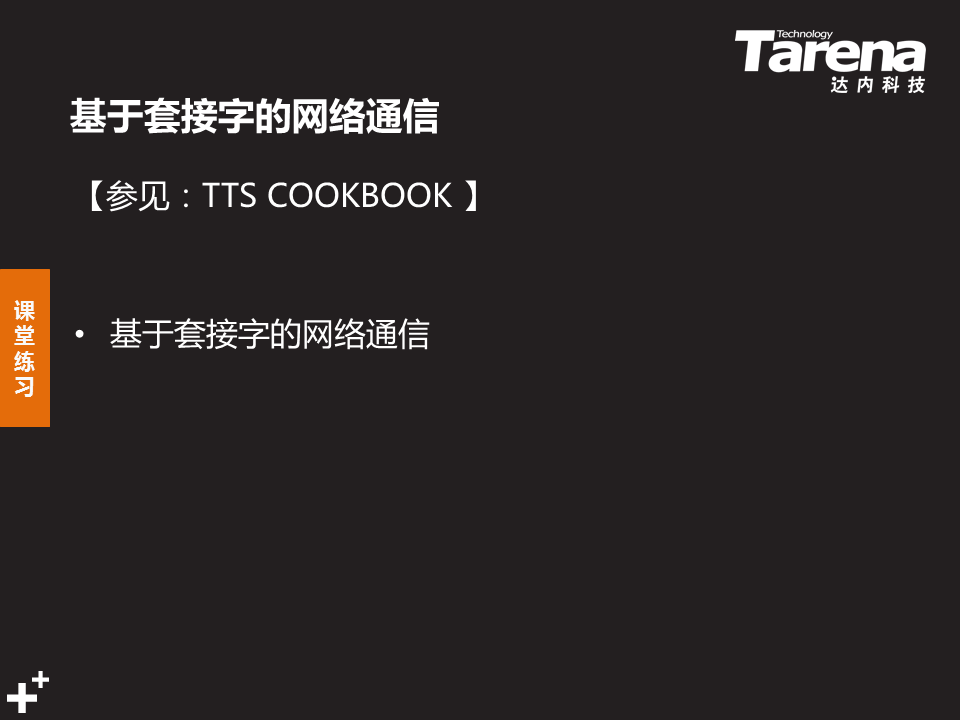 Technology
Tarena
达内科技
基于套接字的网络通信
【参见：TTS COOKBOOK 】
课堂练习
• 基于套接字的网络通信